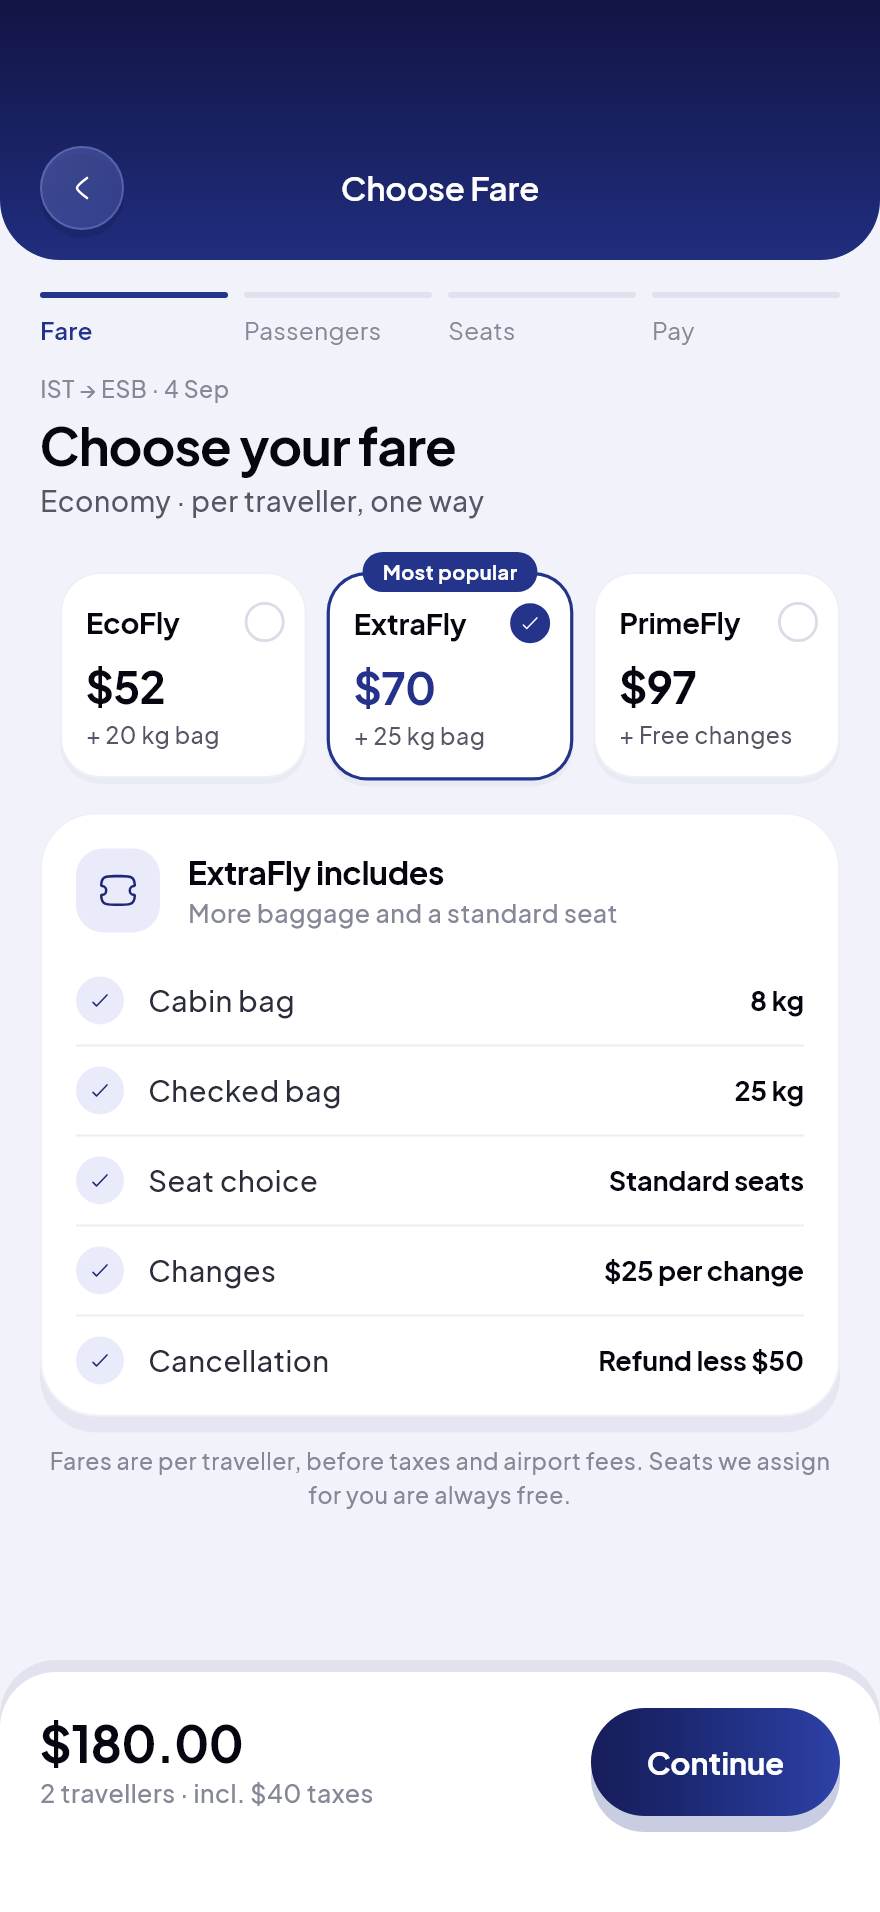 Choose Fare
Fare
Passengers
Seats
Pay
IST → ESB · 4 Sep
Choose your fare
Economy · per traveller, one way
EcoFly
$52
+ 20 kg bag
Most popular
ExtraFly
$70
+ 25 kg bag
PrimeFly
$97
+ Free changes
ExtraFly includes
More baggage and a standard seat
Cabin bag
8 kg
Checked bag
25 kg
Seat choice
Standard seats
Changes
$25 per change
Cancellation
Refund less $50
Fares are per traveller, before taxes and airport fees. Seats we assign
for you are always free.
$180.00
2 travellers · incl. $40 taxes
Continue